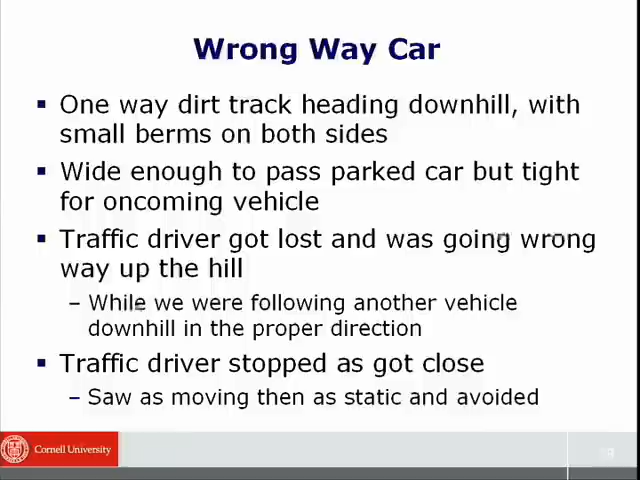 Wrong Way Car
▪ One way dirt track heading downhill, with
small berms on both sides
▪ Wide enough to pass parked car but tight
for oncoming vehicle
▪ Traffic driver got lost and was going wrong
way up the hill
– While we were following another vehicle
downhill in the proper direction
▪ Traffic driver stopped as got close
– Saw as moving then as static and avoided
Cornell University